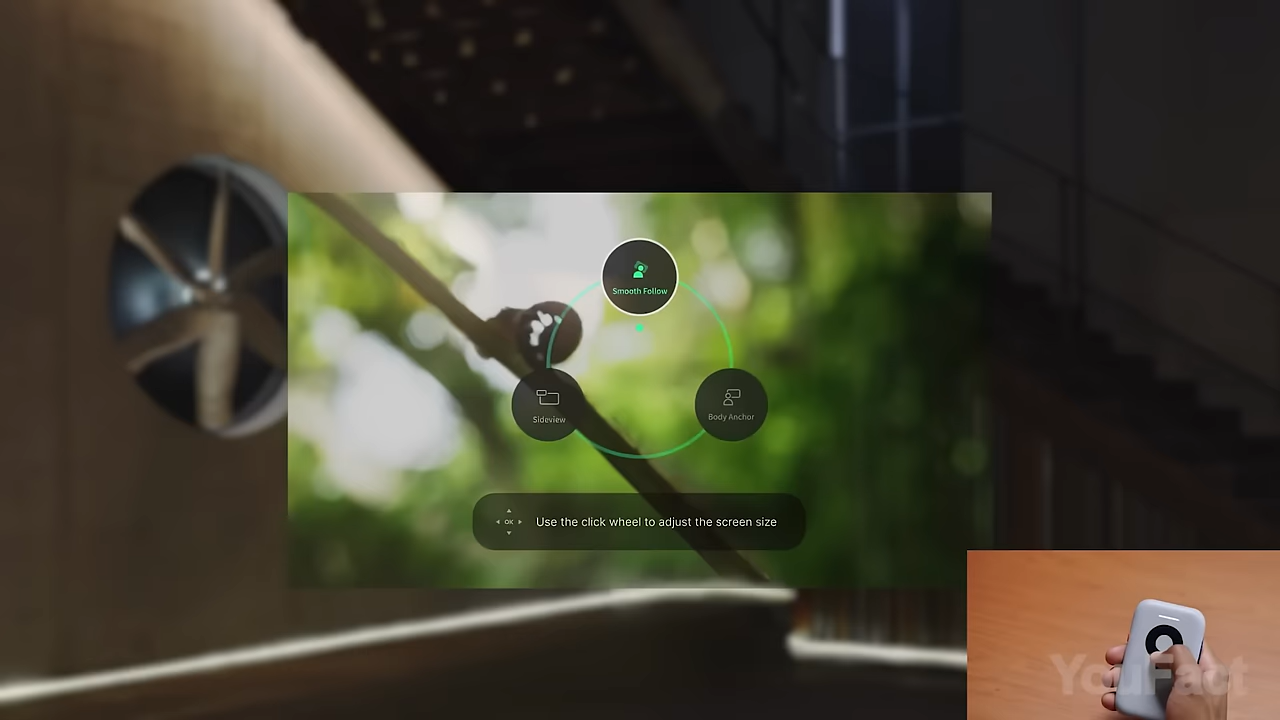 Smooth Follow
Sideview
Body Anchor
OK
Use the click wheel to adjust the screen size
YouFact